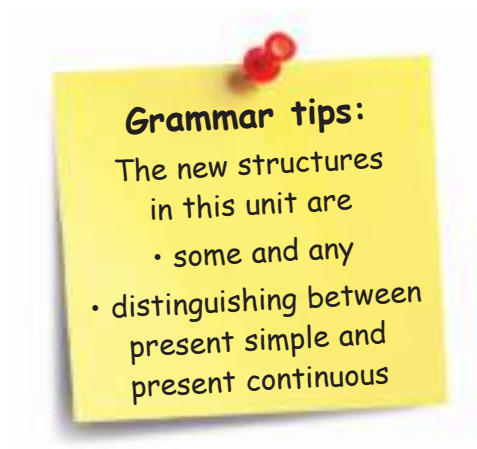 Grammar tips:
The new structures
in this unit are
• some and any
• distinguishing between
present simple and
present continuous